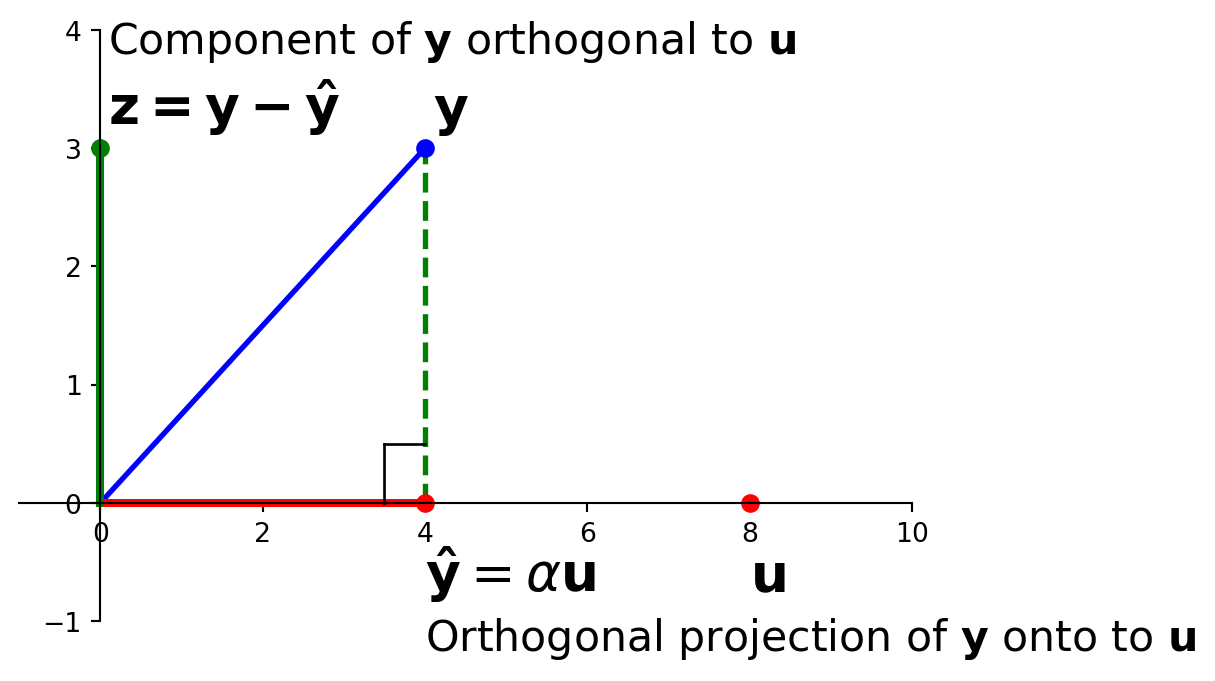 4 Component of y orthogonal to u
z = y − ŷ y
3
2
1
0
0 2 4 6 8 10
ŷ = αu u
−1
Orthogonal projection of y onto to u